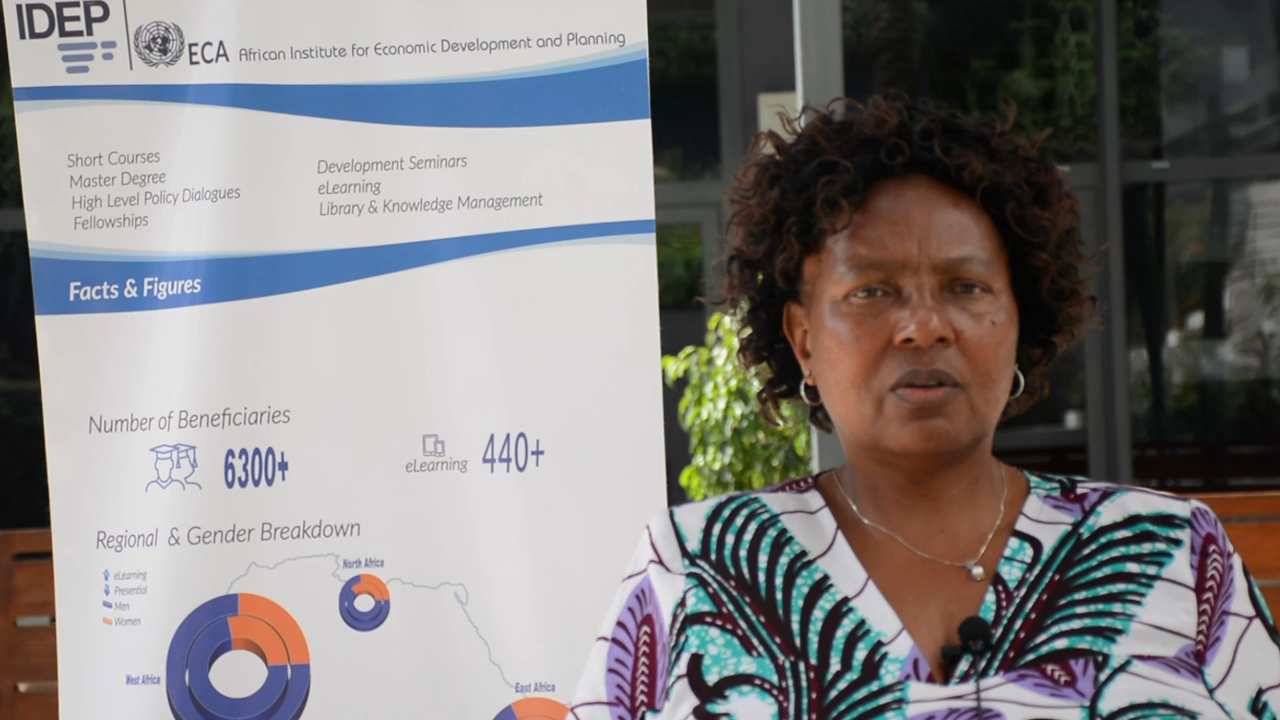 IDEP
ECA African Institute for Economic Development and Planning
Short Courses
Master Degree
High Level Policy Dialogues
Fellowships
Development Seminars
eLearning
Library & Knowledge Management
Facts & Figures
Number of Beneficiaries
6300+
eLearning 440+
Regional & Gender Breakdown
eLearning
Presential
Men
Women
North Africa
West Africa
East Africa